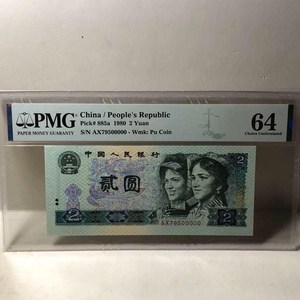 PMG
PAPER MONEY GUARANTY
China / People's Republic
Pick# 885a 1980 2 Yuan
S/N AX79500000 - Wmk: Pu Coin
64
Choice Uncirculated
中国人民银行
贰圆
2
2
AX79500000